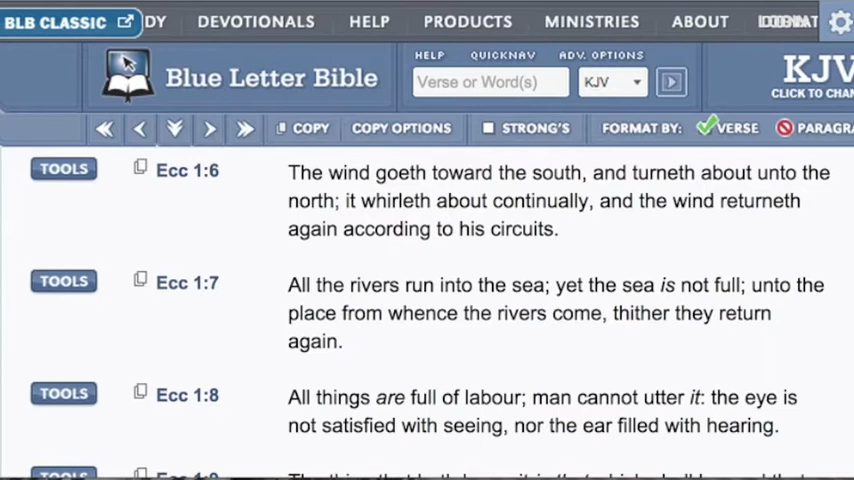 BLB CLASSIC DY DEVOTIONALS HELP PRODUCTS MINISTRIES ABOUT
Blue Letter Bible
HELP QUICKNAV ADV. OPTIONS
Verse or Word(s) KJV
KJV
CLICK TO CHAN
COPY COPY OPTIONS STRONG'S FORMAT BY: VERSE PARAGRA
TOOLS Ecc 1:6 The wind goeth toward the south, and turneth about unto the
north; it whirleth about continually, and the wind returneth
again according to his circuits.
TOOLS Ecc 1:7 All the rivers run into the sea; yet the sea is not full; unto the
place from whence the rivers come, thither they return
again.
TOOLS Ecc 1:8 All things are full of labour; man cannot utter it: the eye is
not satisfied with seeing, nor the ear filled with hearing.